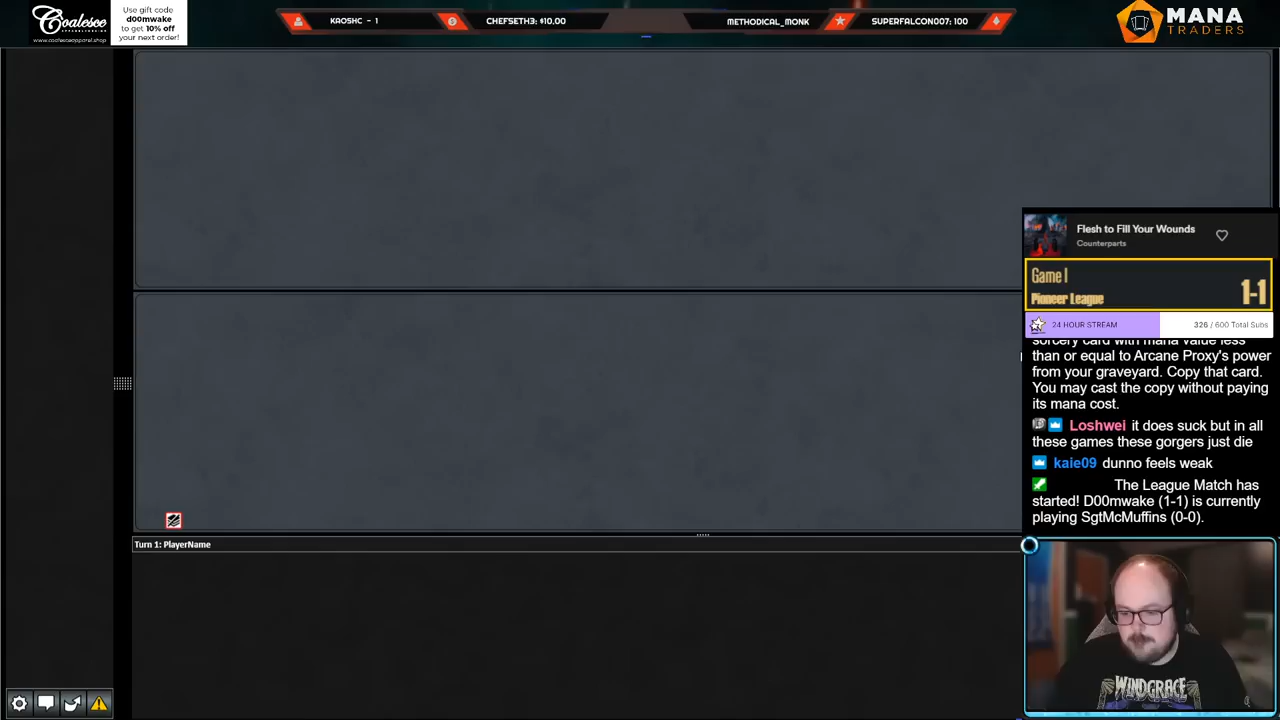 Coalesce
APPARELSTORE
www.coalesceapparel.shop
Use gift code
d00mwake
to get 10% off
your next order!
KAOSHC - 1
CHEFSETH3: $10.00
METHODICAL_MONK
SUPERFALCON007: 100
MANA
TRADERS
Flesh to Fill Your Wounds
Counterparts
Game 1
Pioneer League
1-1
24 HOUR STREAM
326 / 600 Total Subs
sorcery card with mana value less
than or equal to Arcane Proxy's power
from your graveyard. Copy that card.
You may cast the copy without paying
its mana cost.
Loshwei it does suck but in all
these games these gorgers just die
kaie09 dunno feels weak
The League Match has
started! D00mwake (1-1) is currently
playing SgtMcMuffins (0-0).
Turn 1: PlayerName
WINDGRACE